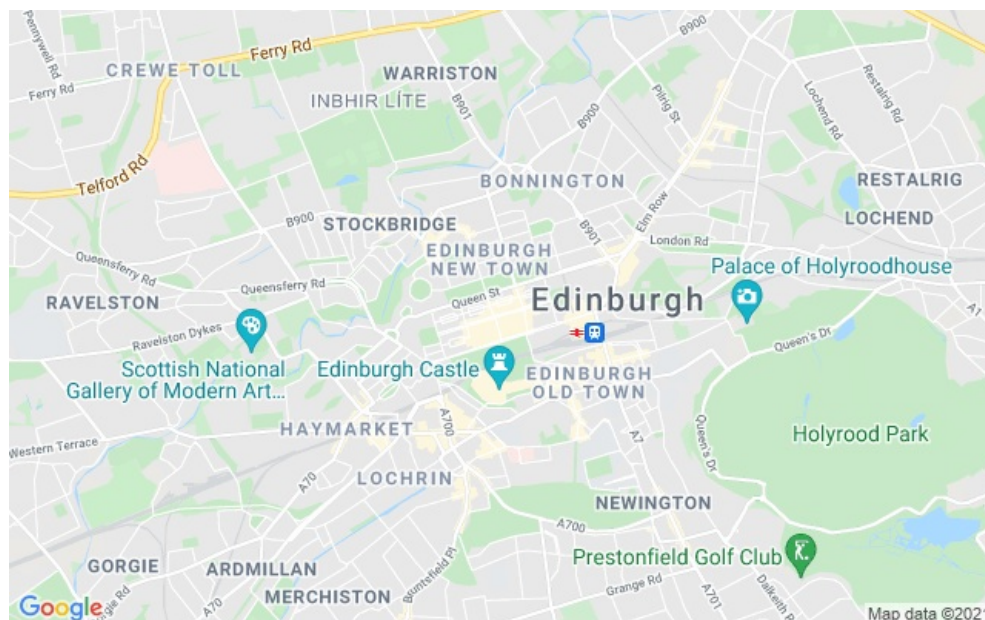 B900
Pennywell Rd
Ferry Rd
CREWE TOLL
WARRISTON
Ferry Rd
INBHIR LÍTE
B901
B900
Pilrig St
Lochend Rd
Restalrig Rd
Telford Rd
BONNINGTON
RESTALRIG
B900
STOCKBRIDGE
LOCHEND
Elm Row
B901
London Rd
EDINBURGH
NEW TOWN
Queensferry Rd
Palace of Holyroodhouse
Queensferry Rd
Queen St
Edinburgh
RAVELSTON
A1
Ravelston Dykes
Queen's Dr
Scottish National
Gallery of Modern Art...
Edinburgh Castle
EDINBURGH
OLD TOWN
HAYMARKET
A700
A7
Queen's Dr
Holyrood Park
Western Terrace
A70
LOCHRIN
NEWINGTON
A700
Prestonfield Golf Club
GORGIE
ARDMILLAN
Bruntsfield Pl
Grange Rd
Dalkeith Rd
A701
MERCHISTON
A70
Google
Map data ©2021